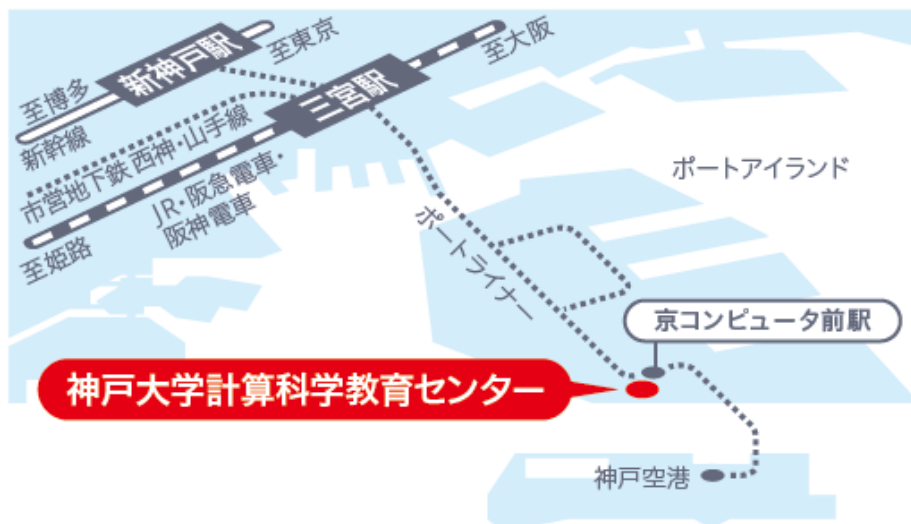 新神戸駅
至東京
至博多
新幹線
三宮駅
至大阪
市営地下鉄 西神・山手線
JR・阪急電車・
阪神電車
至姫路
ポートアイランド
ポートライナー
京コンピュータ前駅
神戸大学計算科学教育センター
神戸空港